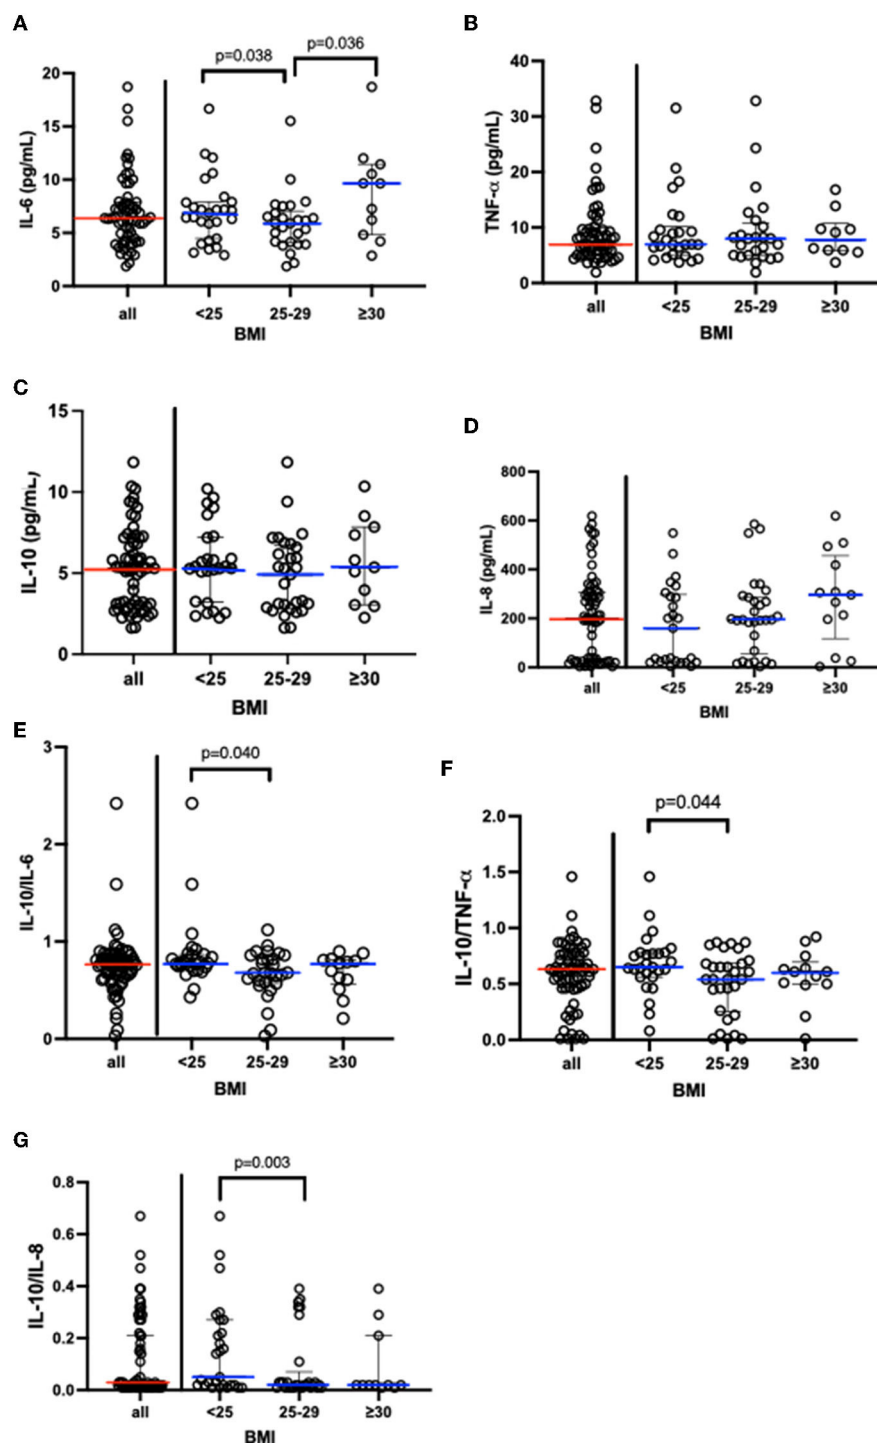 A
p=0.038
p=0.036
IL-6 (pg/mL)
20
15
10
5
0
all
<25
25-29
≥30
BMI
B
TNF-α (pg/mL)
40
30
20
10
0
all
<25
25-29
≥30
BMI
C
IL-10 (pg/mL)
15
10
5
0
all
<25
25-29
≥30
BMI
D
IL-8 (pg/mL)
800
600
400
200
0
all
<25
25-29
≥30
BMI
E
p=0.040
IL-10/IL-6
3
2
1
0
all
<25
25-29
≥30
BMI
F
p=0.044
IL-10/TNF-α
2.0
1.5
1.0
0.5
0.0
all
<25
25-29
≥30
BMI
G
p=0.003
IL-10/IL-8
0.8
0.6
0.4
0.2
0.0
all
<25
25-29
≥30
BMI